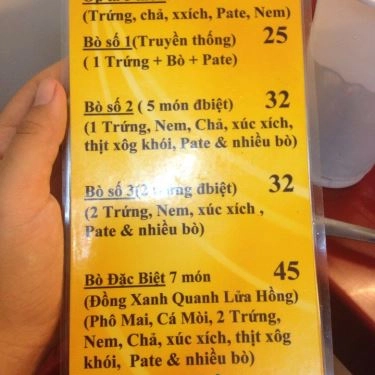 (Trứng, chả, xxích, Pate, Nem)
Bò số 1(Truyền thống) 25
( 1 Trứng + Bò + Pate)
Bò số 2 ( 5 món đbiệt) 32
(1 Trứng, Nem, Chả, xúc xích,
thịt xôg khói, Pate & nhiều bò)
Bò số 3(2 trứng đbiệt) 32
(2 Trứng, Nem, xúc xích ,
Pate & nhiều bò)
Bò Đặc Biệt 7 món 45
(Đồng Xanh Quanh Lửa Hồng)
(Phô Mai, Cá Mòi, 2 Trứng,
Nem, Chả, xúc xích, thịt xôg
khói, Pate & nhiều bò)